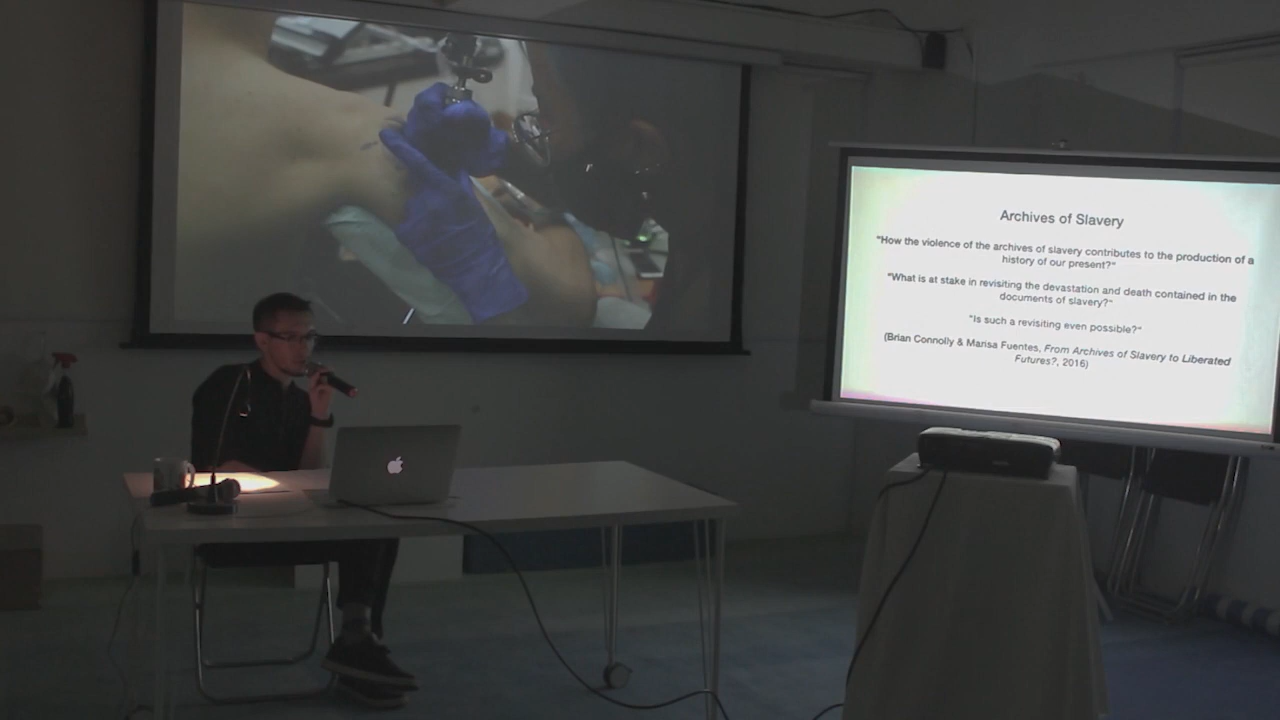 Archives of Slavery
"How the violence of the archives of slavery contributes to the production of a
history of our present?"
"What is at stake in revisiting the devastation and death contained in the
documents of slavery?"
"Is such a revisiting even possible?"
(Brian Connolly & Marisa Fuentes, From Archives of Slavery to Liberated
Futures?, 2016)